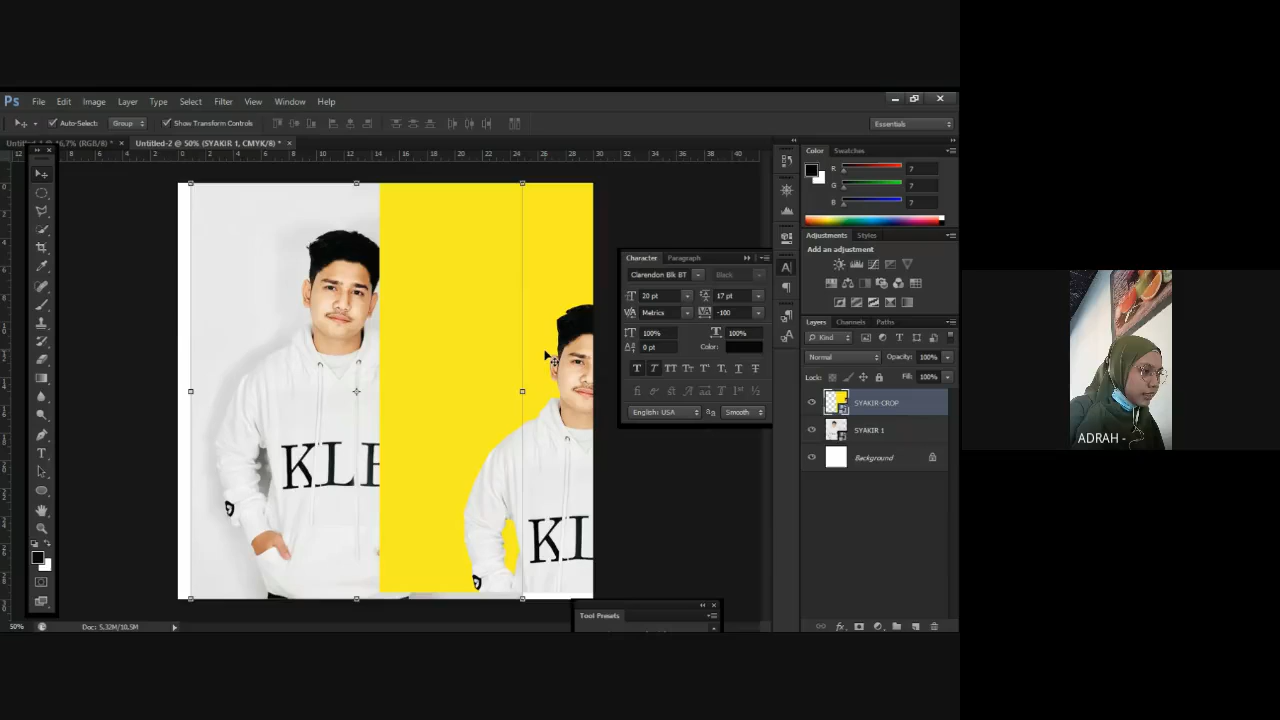 Ps File Edit Image Layer Type Select Filter View Window Help
Auto-Select: Group Show Transform Controls Essentials
Untitled-2 @ 50% (SYAKIR 1, CMYK/8) *
Color Swatches
R 7
G 7
B 7
Adjustments Styles
Add an adjustment
Character Paragraph
Clarendon Blk BT Black
20 pt 17 pt
Metrics -100
100% 100%
0 pt Color:
English: USA Smooth
Layers Channels Paths
Kind
Normal Opacity: 100%
Lock: Fill: 100%
SYAKIR-CROP
SYAKIR 1
Background
KLE
KL
ADRAH -
Tool Presets
50% Doc: 5.32M/10.5M